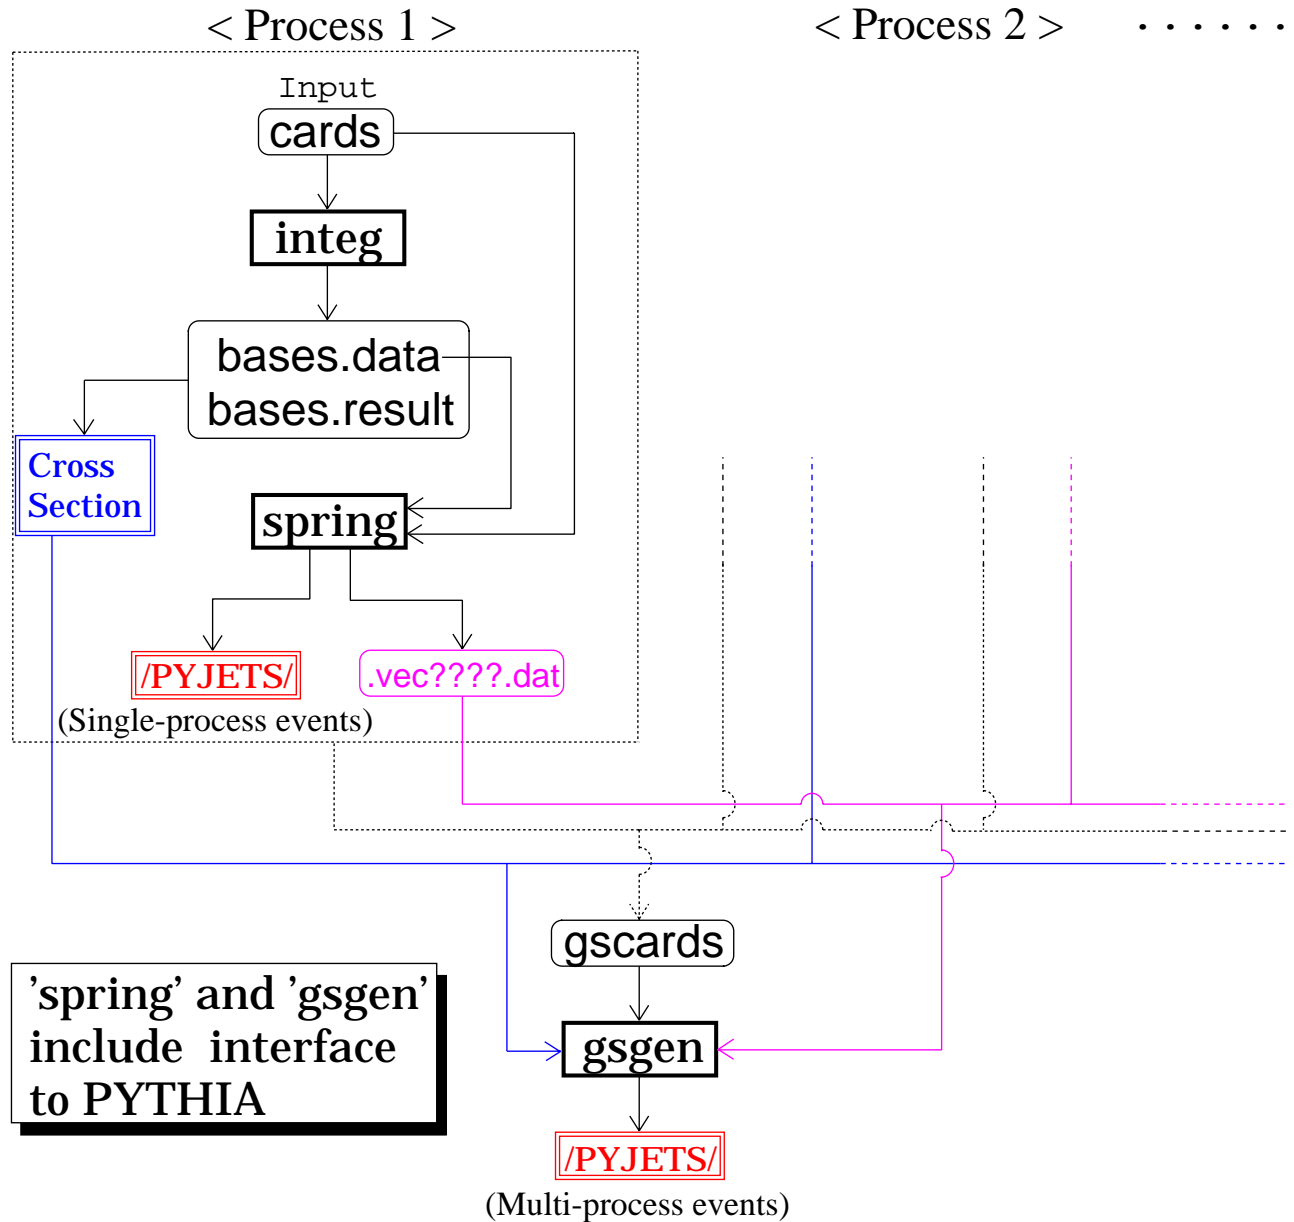 < Process 1 >
< Process 2 >
. . . . . .
Input
cards
integ
bases.data
bases.result
Cross
Section
spring
/PYJETS/
.vec????.dat
(Single-process events)
gscards
'spring' and 'gsgen'
include interface
to PYTHIA
gsgen
/PYJETS/
(Multi-process events)